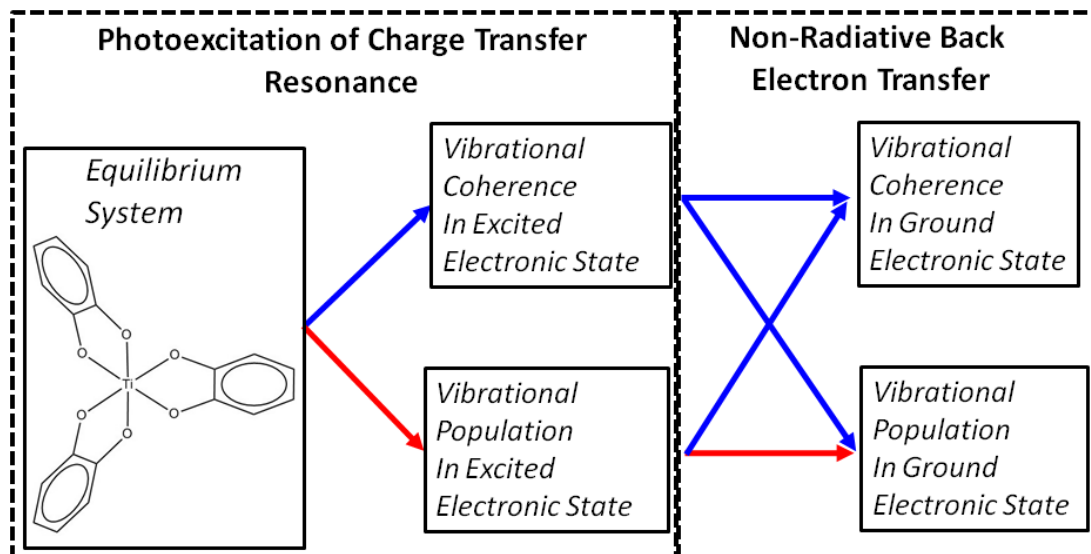 Photoexcitation of Charge Transfer
Resonance
Non-Radiative Back
Electron Transfer
Equilibrium
System
O
O
Ti
O
O
O
O
Vibrational
Coherence
In Excited
Electronic State
Vibrational
Population
In Excited
Electronic State
Vibrational
Coherence
In Ground
Electronic State
Vibrational
Population
In Ground
Electronic State